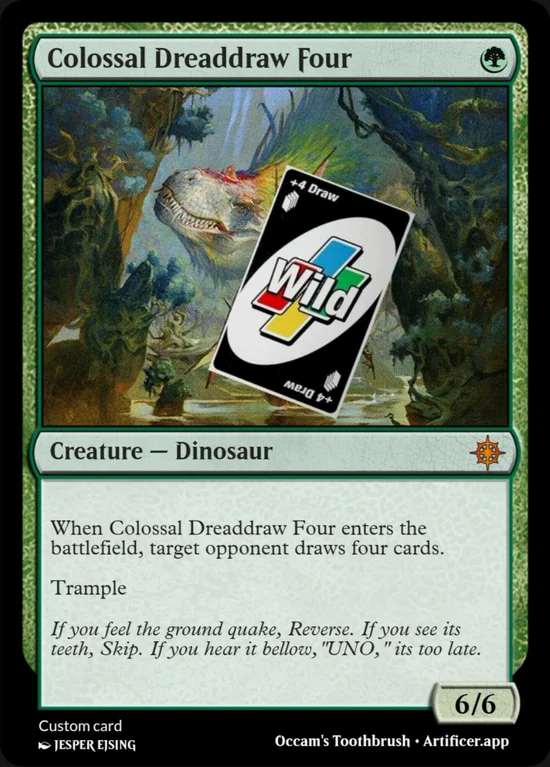 Colossal Dreaddraw Four
+4 Draw
Wild
+4 Draw
Creature — Dinosaur
When Colossal Dreaddraw Four enters the
battlefield, target opponent draws four cards.
Trample
If you feel the ground quake, Reverse. If you see its
teeth, Skip. If you hear it bellow, "UNO," its too late.
6/6
Custom card
JESPER EJSING
Occam's Toothbrush • Artificer.app